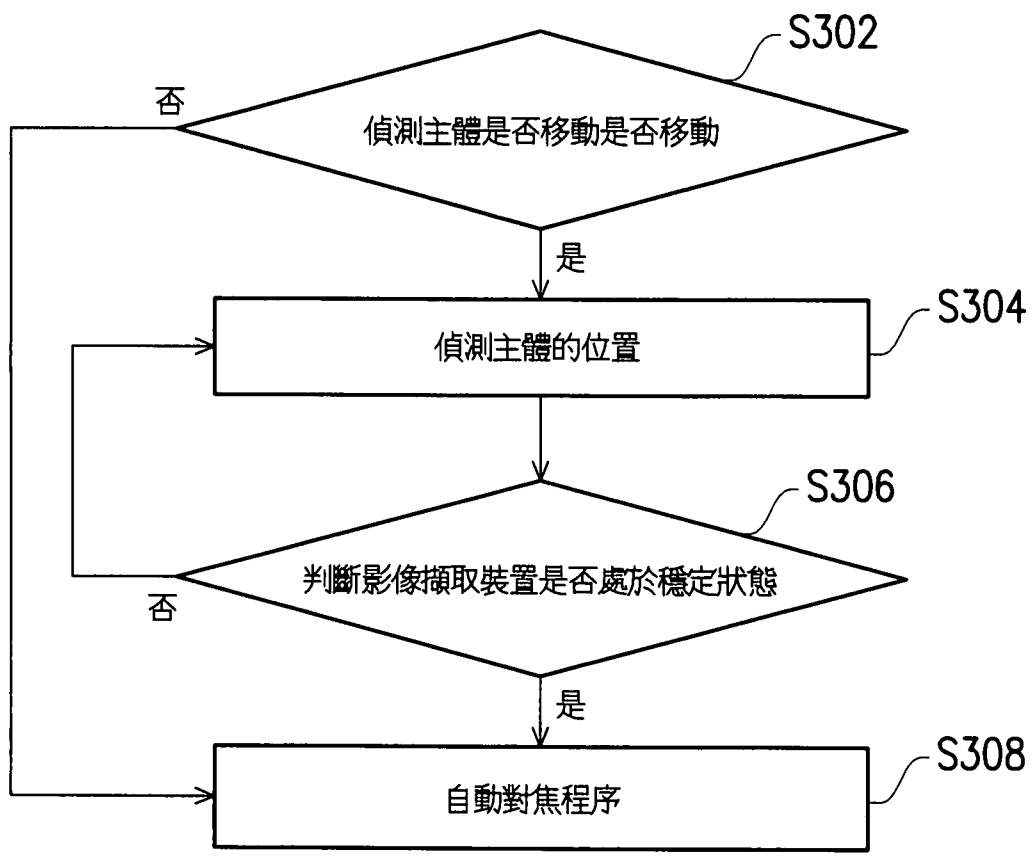 S302
否
偵測主體是否移動是否移動
是
S304
偵測主體的位置
S306
判斷影像擷取裝置是否處於穩定狀態
否
是
S308
自動對焦程序